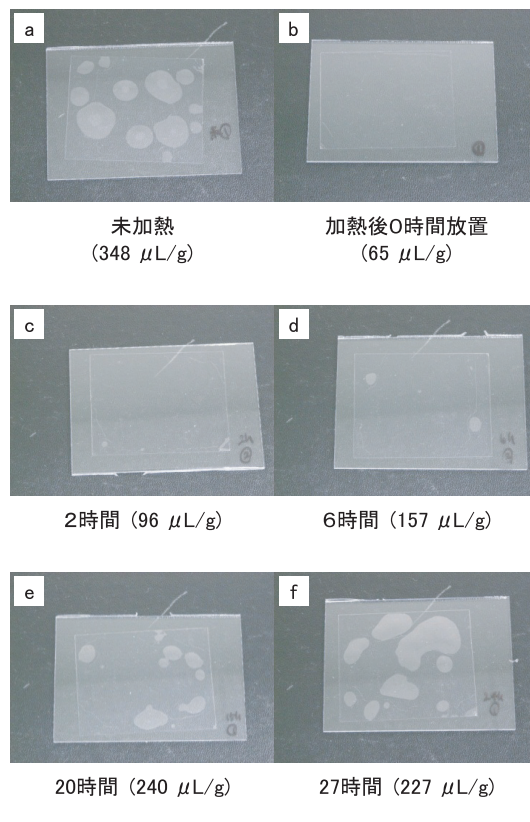 a
b
未加熱
(348 μL/g)
加熱後0時間放置
(65 μL/g)
c
d
2時間 (96 μL/g)
6時間 (157 μL/g)
e
f
20時間 (240 μL/g)
27時間 (227 μL/g)